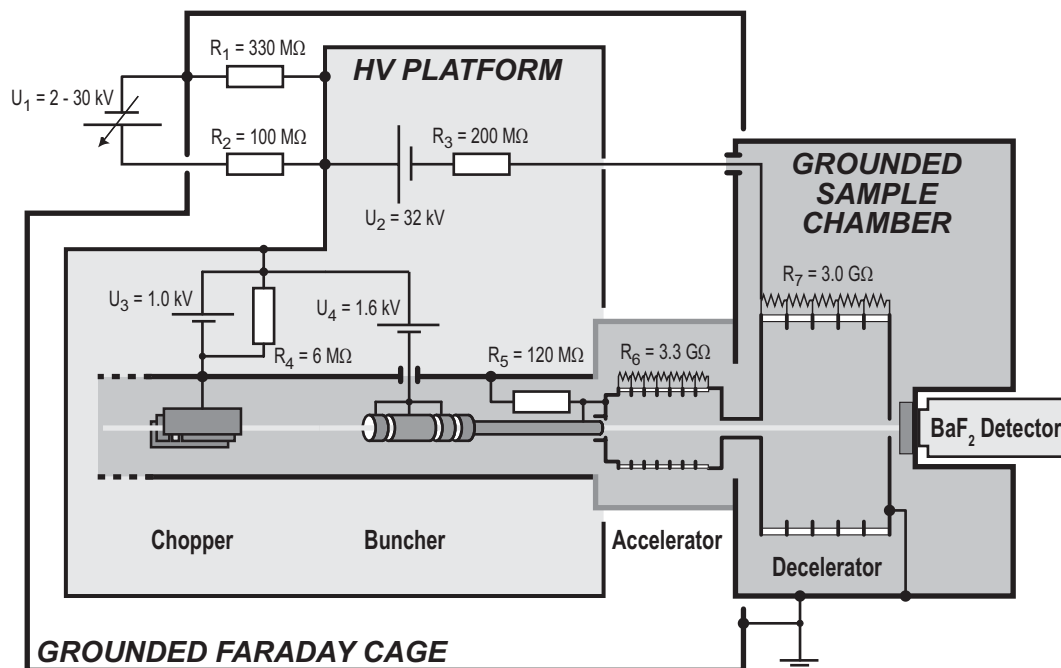 R1 = 330 MΩ
HV PLATFORM
U1 = 2 - 30 kV
R2 = 100 MΩ
R3 = 200 MΩ
U2 = 32 kV
GROUNDED
SAMPLE
CHAMBER
R7 = 3.0 GΩ
U3 = 1.0 kV
U4 = 1.6 kV
R4 = 6 MΩ
R5 = 120 MΩ
R6 = 3.3 GΩ
BaF2 Detector
Chopper
Buncher
Accelerator
Decelerator
GROUNDED FARADAY CAGE